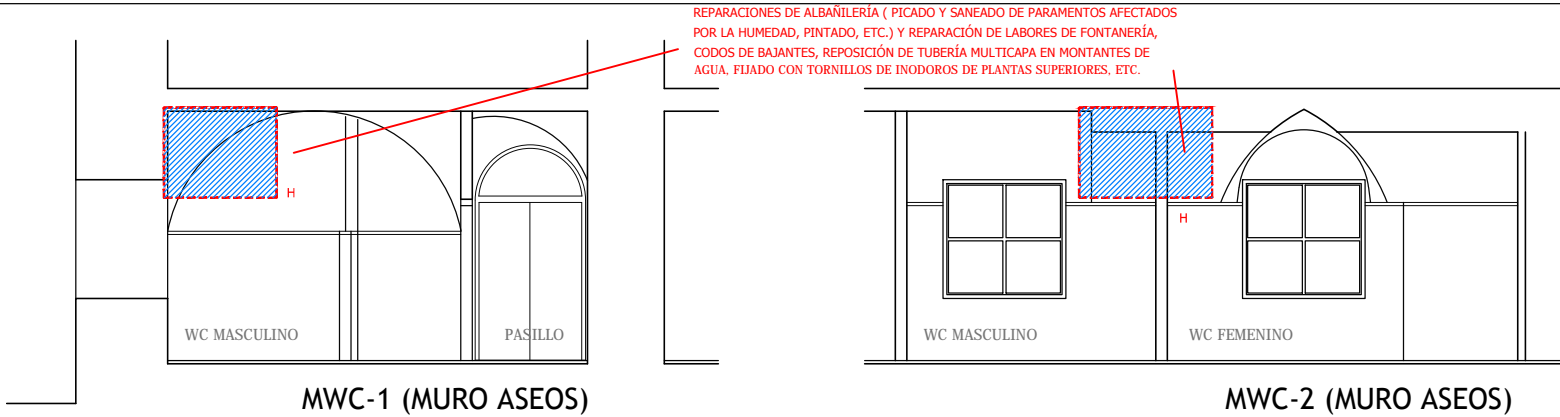 REPARACIONES DE ALBAÑILERÍA ( PICADO Y SANEADO DE PARAMENTOS AFECTADOS
POR LA HUMEDAD, PINTADO, ETC.) Y REPARACIÓN DE LABORES DE FONTANERÍA,
CODOS DE BAJANTES, REPOSICIÓN DE TUBERÍA MULTICAPA EN MONTANTES DE
AGUA, FIJADO CON TORNILLOS DE INODOROS DE PLANTAS SUPERIORES, ETC.
H
H
WC MASCULINO
PASILLO
WC MASCULINO
WC FEMENINO
MWC-1 (MURO ASEOS)
MWC-2 (MURO ASEOS)